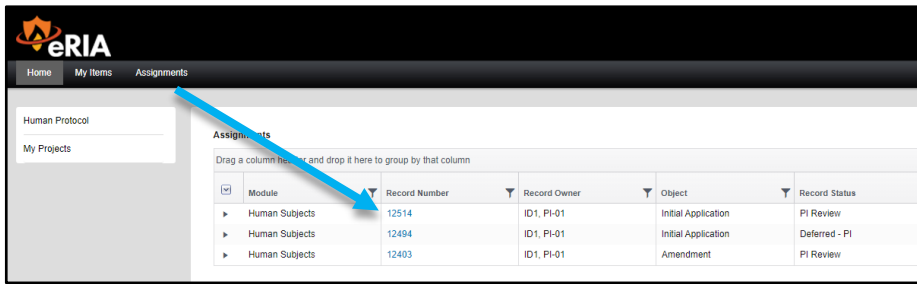 eRIA
Home My Items Assignments
Human Protocol
My Projects
Assignments
Drag a column header and drop it here to group by that column
Module Record Number Record Owner Object Record Status
Human Subjects 12514 ID1, PI-01 Initial Application PI Review
Human Subjects 12494 ID1, PI-01 Initial Application Deferred - PI
Human Subjects 12403 ID1, PI-01 Amendment PI Review